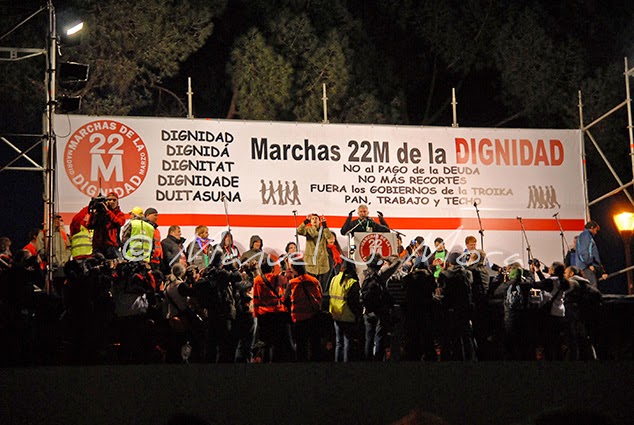 MARCHAS DE LA
22
M
DIGNIDAD
DIGNIDAD
DIGNIDÁ
DIGNITAT
DIGNIDADE
DUITASUNA
Marchas 22M de la DIGNIDAD
NO al PAGO de la DEUDA
NO MÁS RECORTES
FUERA los GOBIERNOS de la TROIKA
PAN, TRABAJO y TECHO
22
M